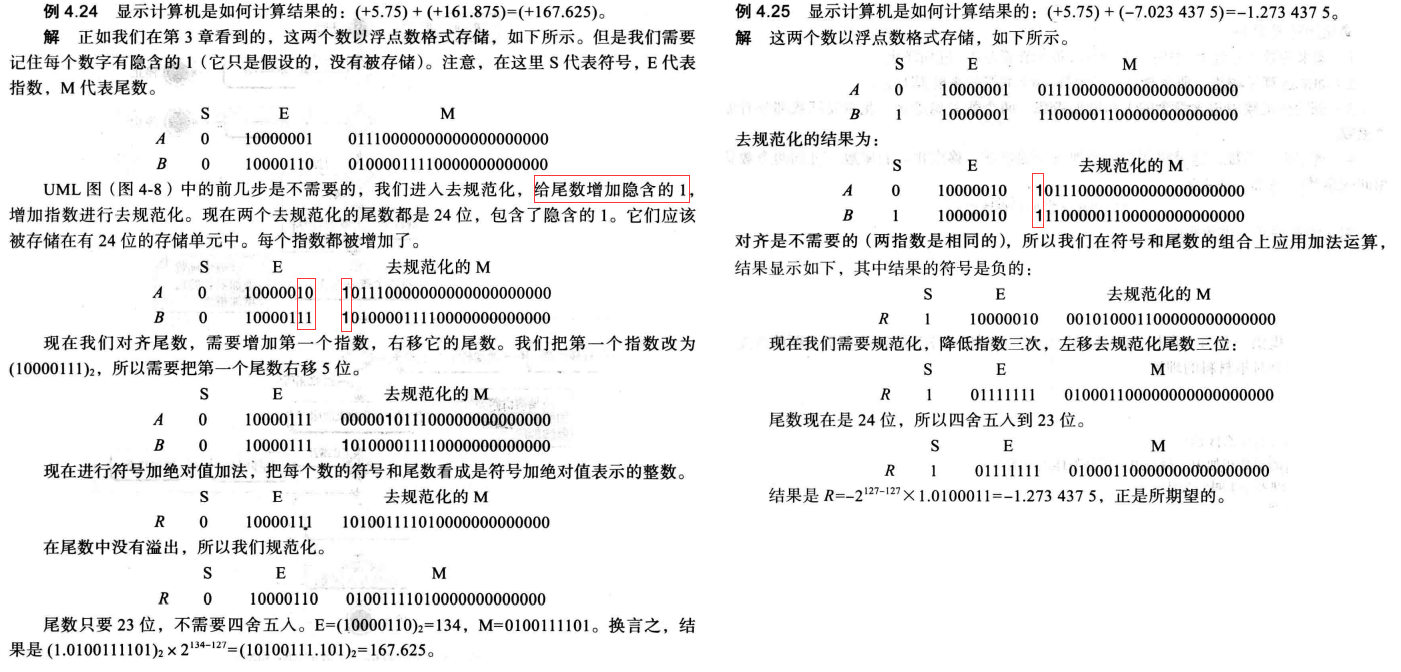 例 4.24 显示计算机是如何计算结果的：(+5.75) + (+161.875)=(+167.625)。
解 正如我们在第 3 章看到的，这两个数以浮点数格式存储，如下所示。但是我们需要
记住每个数字有隐含的 1（它只是假设的，没有被存储）。注意，在这里 S 代表符号，E 代表
指数，M 代表尾数。
S E M
A 0 10000001 01110000000000000000000
B 0 10000110 01000011110000000000000
UML 图（图 4-8）中的前几步是不需要的，我们进入去规范化，给尾数增加隐含的 1，
增加指数进行去规范化。现在两个去规范化的尾数都是 24 位，包含了隐含的 1。它们应该
被存储在有 24 位的存储单元中。每个指数都被增加了。
S E 去规范化的 M
A 0 10000010 101110000000000000000000
B 0 10000111 101000011110000000000000
现在我们对齐尾数，需要增加第一个指数，右移它的尾数。我们把第一个指数改为
(10000111)₂，所以需要把第一个尾数右移 5 位。
S E 去规范化的 M
A 0 10000111 000001011100000000000000
B 0 10000111 101000011110000000000000
现在进行符号加绝对值加法，把每个数的符号和尾数看成是符号加绝对值表示的整数。
S E 去规范化的 M
R 0 10000111 101001111010000000000000
在尾数中没有溢出，所以我们规范化。
S E M
R 0 10000110 01001111010000000000000
尾数只要 23 位，不需要四舍五入。E=(10000110)₂=134，M=0100111101。换言之，结
果是 (1.0100111101)₂ × 2¹³⁴⁻¹²⁷=(10100111.101)₂=167.625。
例 4.25 显示计算机是如何计算结果的：(+5.75) + (−7.023 437 5)=−1.273 437 5。
解 这两个数以浮点数格式存储，如下所示。
S E M
A 0 10000001 01110000000000000000000
B 1 10000001 11000001100000000000000
去规范化的结果为：
S E 去规范化的 M
A 0 10000010 101110000000000000000000
B 1 10000010 111000001100000000000000
对齐是不需要的（两指数是相同的），所以我们在符号和尾数的组合上应用加法运算，
结果显示如下，其中结果的符号是负的：
S E 去规范化的 M
R 1 10000010 001010001100000000000000
现在我们需要规范化，降低指数三次，左移去规范化尾数三位：
S E M
R 1 01111111 010001100000000000000000
尾数现在是 24 位，所以四舍五入到 23 位。
S E M
R 1 01111111 01000110000000000000000
结果是 R=−2¹²⁷⁻¹²⁷×1.0100011=−1.273 437 5，正是所期望的。